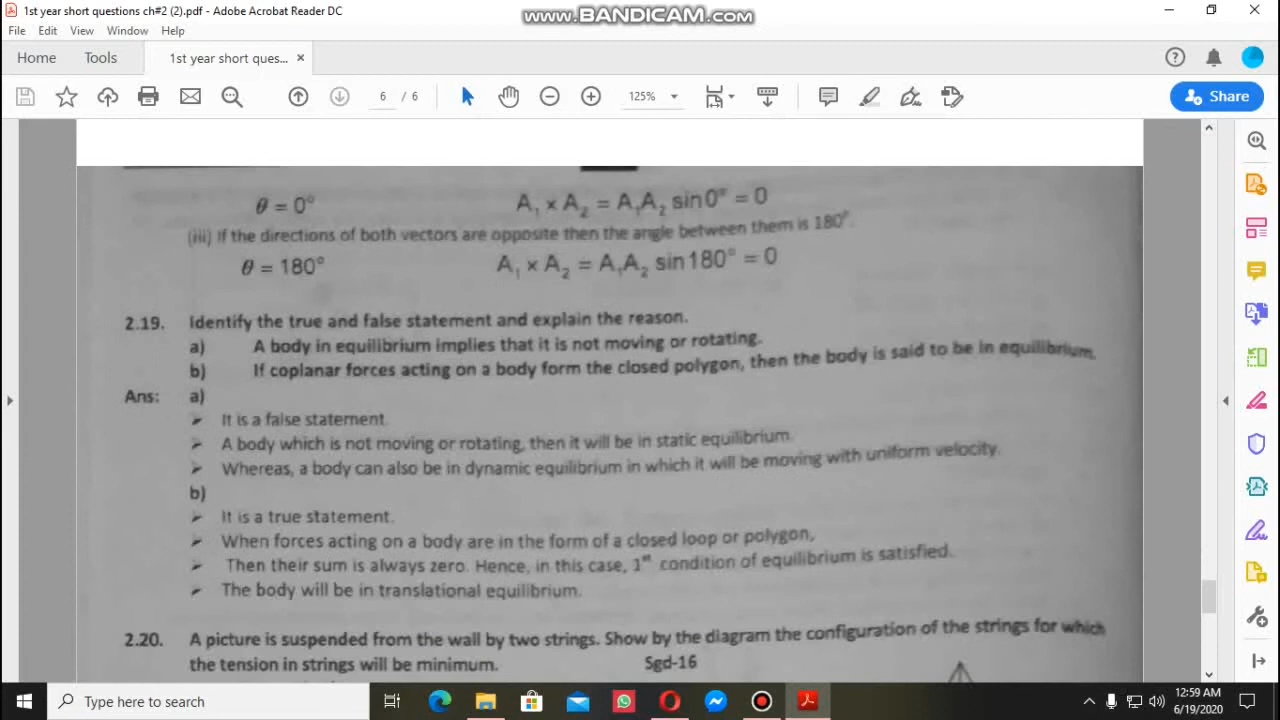 1st year short questions ch#2 (2).pdf - Adobe Acrobat Reader DC
www.BANDICAM.com
File Edit View Window Help
Home Tools 1st year short ques... ×
6 / 6 125% Share
θ = 0° A₁ × A₂ = A₁A₂ sin0° = 0
(iii) If the directions of both vectors are opposite then the angle between them is 180°.
θ = 180° A₁ × A₂ = A₁A₂ sin180° = 0
2.19. Identify the true and false statement and explain the reason.
a) A body in equilibrium implies that it is not moving or rotating.
b) If coplanar forces acting on a body form the closed polygon, then the body is said to be in equilibrium.
Ans: a)
➢ It is a false statement.
➢ A body which is not moving or rotating, then it will be in static equilibrium.
➢ Whereas, a body can also be in dynamic equilibrium in which it will be moving with uniform velocity.
b)
➢ It is a true statement.
➢ When forces acting on a body are in the form of a closed loop or polygon,
➢ Then their sum is always zero. Hence, in this case, 1st condition of equilibrium is satisfied.
➢ The body will be in translational equilibrium.
2.20. A picture is suspended from the wall by two strings. Show by the diagram the configuration of the strings for which
the tension in strings will be minimum. Sgd-16
Type here to search
12:59 AM
6/19/2020